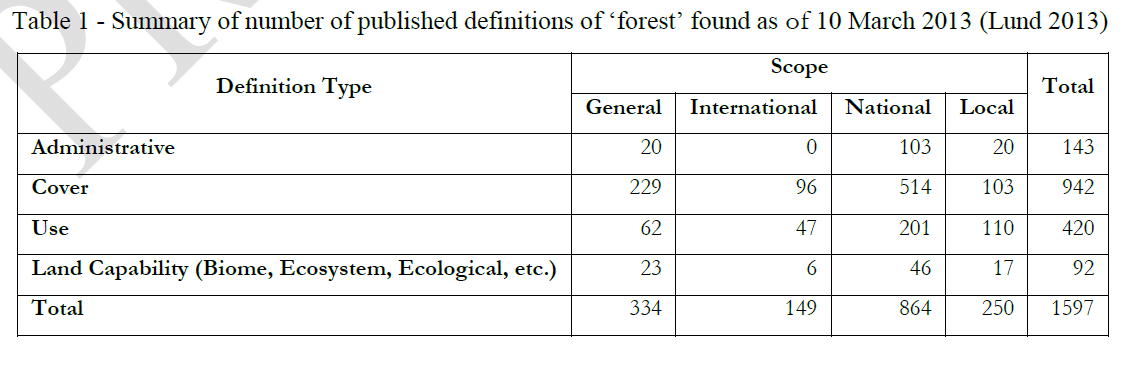 Table 1 - Summary of number of published definitions of ‘forest’ found as of 10 March 2013 (Lund 2013)
Definition Type Scope Total
General International National Local
Administrative 20 0 103 20 143
Cover 229 96 514 103 942
Use 62 47 201 110 420
Land Capability (Biome, Ecosystem, Ecological, etc.) 23 6 46 17 92
Total 334 149 864 250 1597